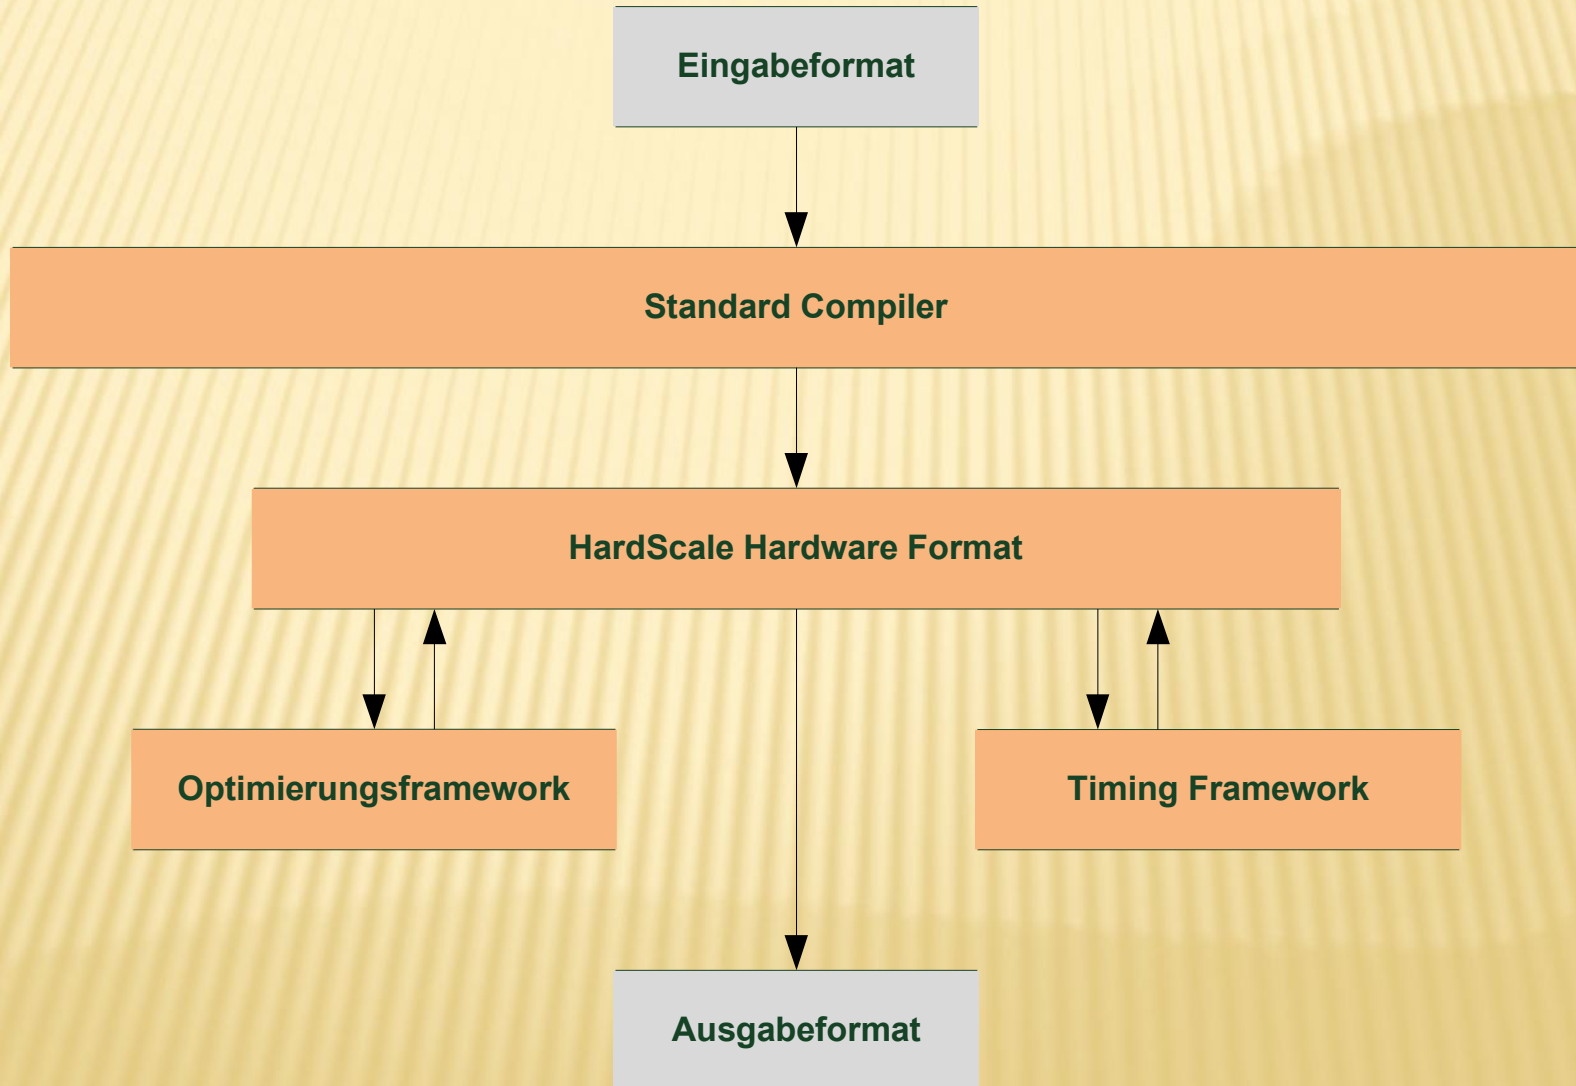 Eingabeformat
Standard Compiler
HardScale Hardware Format
Optimierungsframework
Timing Framework
Ausgabeformat